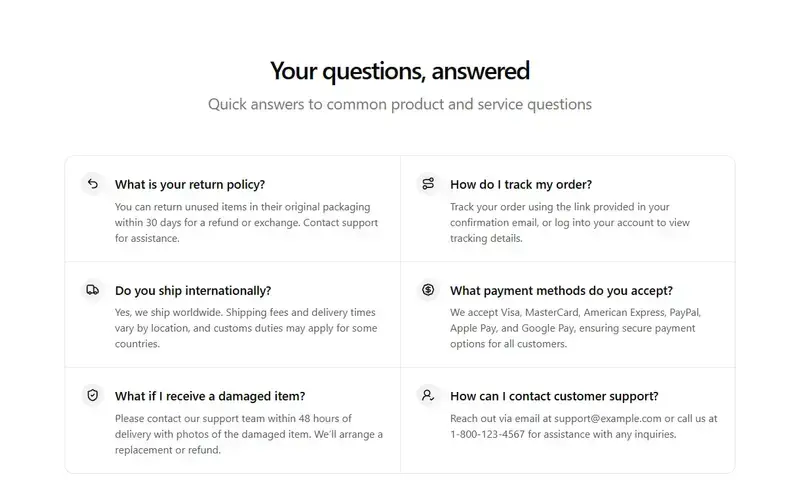 Your questions, answered
Quick answers to common product and service questions
What is your return policy?
You can return unused items in their original packaging
within 30 days for a refund or exchange. Contact support
for assistance.
How do I track my order?
Track your order using the link provided in your
confirmation email, or log into your account to view
tracking details.
Do you ship internationally?
Yes, we ship worldwide. Shipping fees and delivery times
vary by location, and customs duties may apply for some
countries.
What payment methods do you accept?
We accept Visa, MasterCard, American Express, PayPal,
Apple Pay, and Google Pay, ensuring secure payment
options for all customers.
What if I receive a damaged item?
Please contact our support team within 48 hours of
delivery with photos of the damaged item. We'll arrange a
replacement or refund.
How can I contact customer support?
Reach out via email at support@example.com or call us at
1-800-123-4567 for assistance with any inquiries.